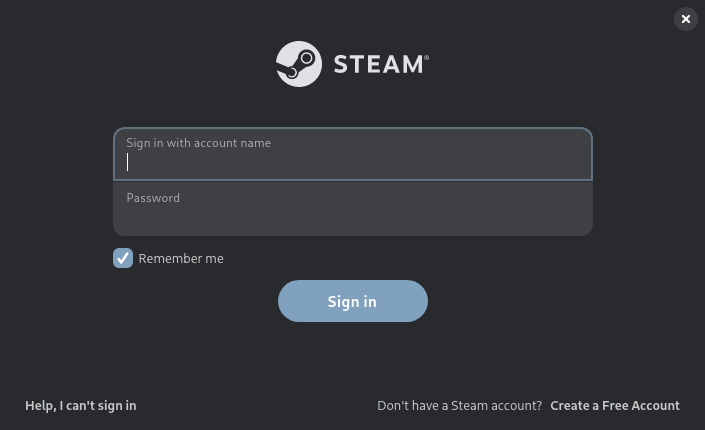 STEAM®
Sign in with account name
Password
Remember me
Sign in
Help, I can't sign in
Don't have a Steam account? Create a Free Account